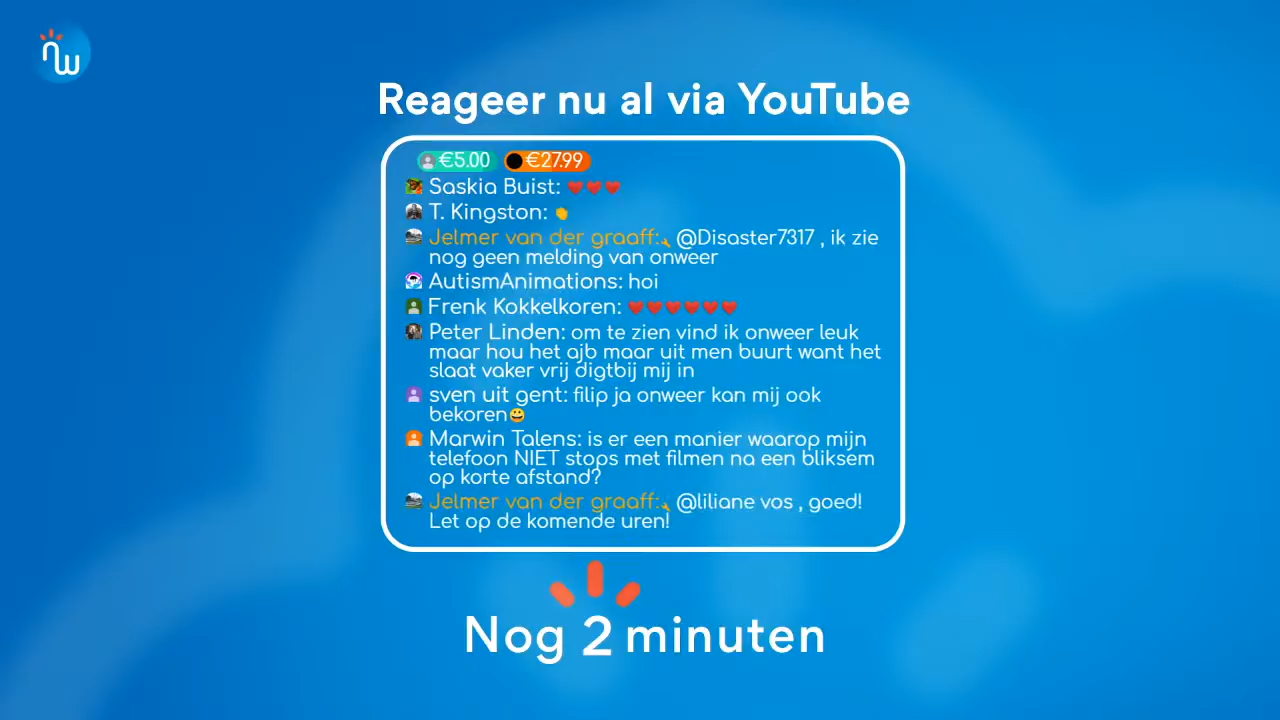 nw
Reageer nu al via YouTube
€5.00 €27.99
Saskia Buist: ❤️❤️❤️
T. Kingston: 👏
Jelmer van der graaff:🔧 @Disaster7317 , ik zie
nog geen melding van onweer
AutismAnimations: hoi
Frenk Kokkelkoren: ❤️❤️❤️❤️❤️❤️
Peter Linden: om te zien vind ik onweer leuk
maar hou het ajb maar uit men buurt want het
slaat vaker vrij digtbij mij in
sven uit gent: filip ja onweer kan mij ook
bekoren😀
Marwin Talens: is er een manier waarop mijn
telefoon NIET stops met filmen na een bliksem
op korte afstand?
Jelmer van der graaff:🔧 @liliane vos , goed!
Let op de komende uren!
Nog 2 minuten